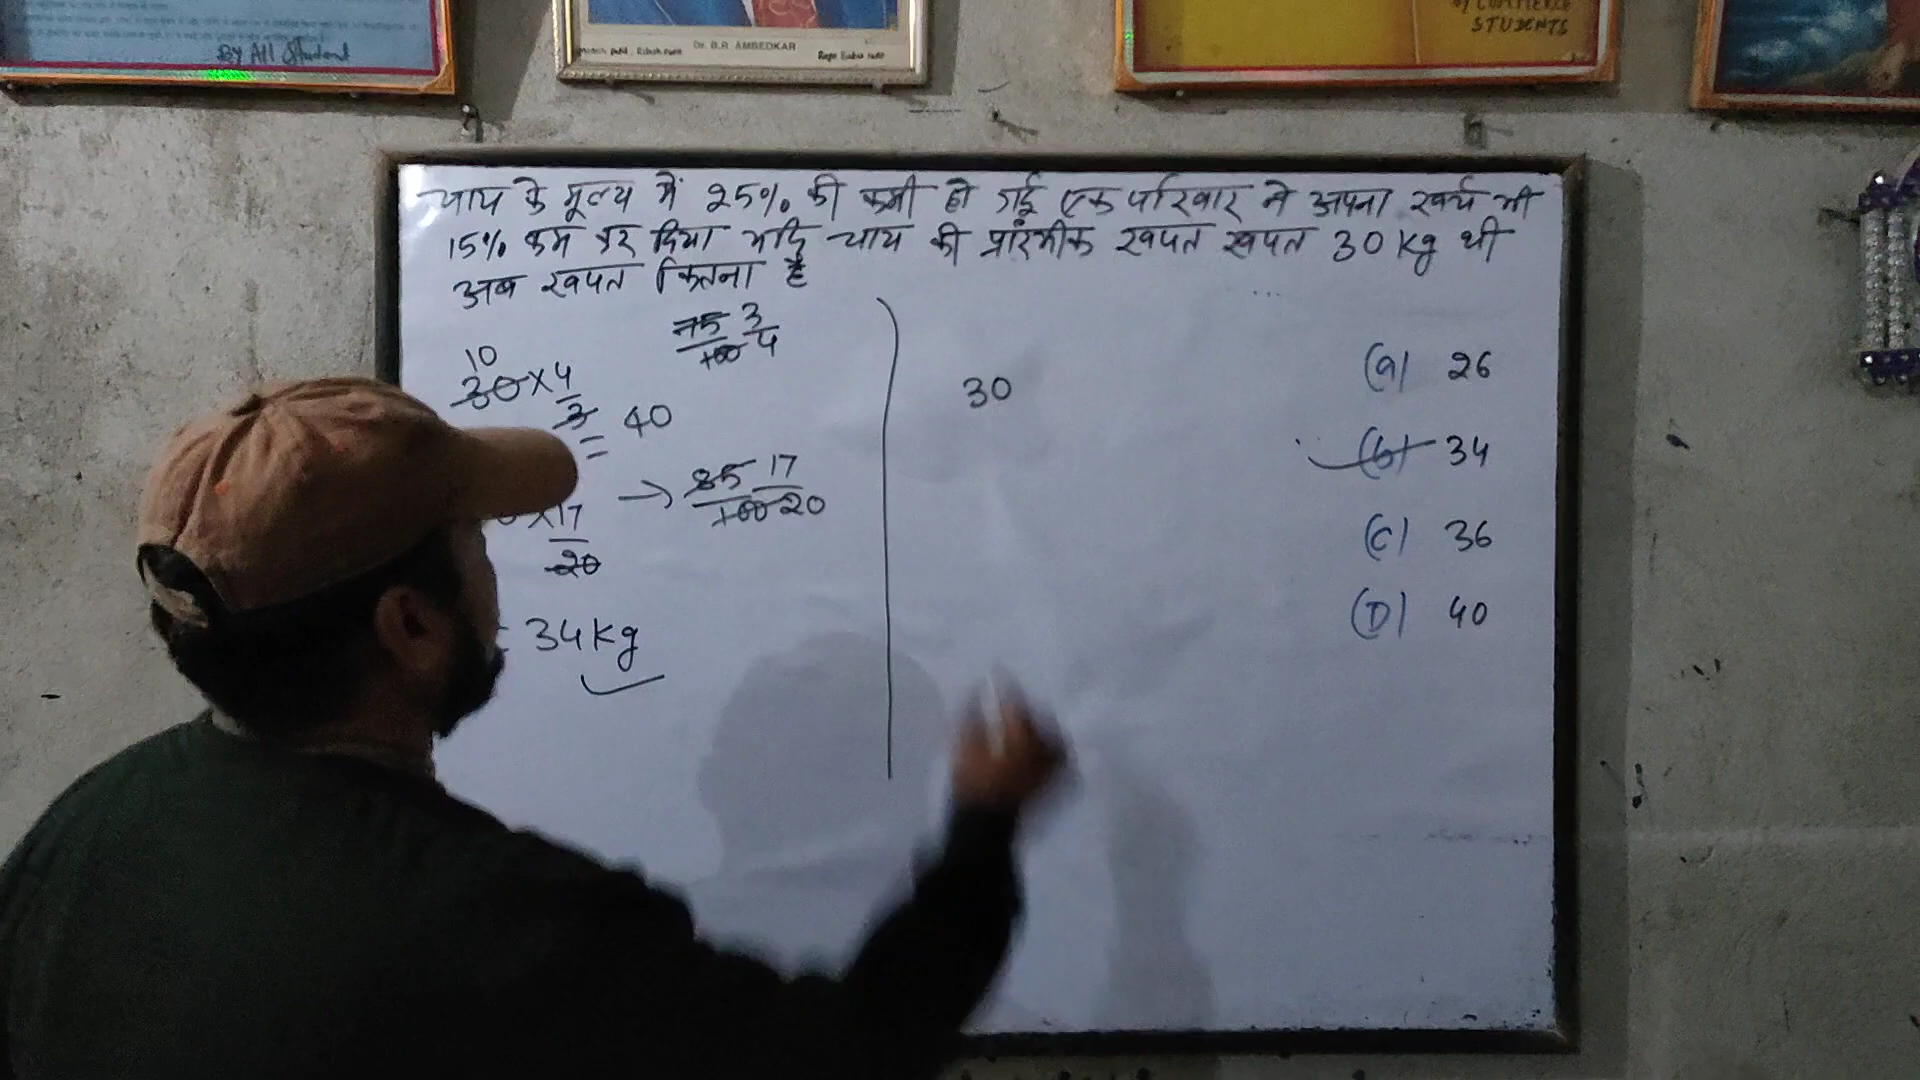 By All Student
Dr. B.R. AMBEDKAR
By COMMERCE
STUDENTS
चाय के मूल्य में 25% की कमी हो गई एक परिवार ने अपना खर्च भी
15% कम कर दिया यदि चाय की प्रारंभीक खपत खपत 30 kg थी
अब खपत कितना है
75 3
100 4
10
30 × 4
3
= 40
→ 85 17
100 20
× 17
20
= 34 kg
30
(a) 26
(b) 34
(c) 36
(D) 40